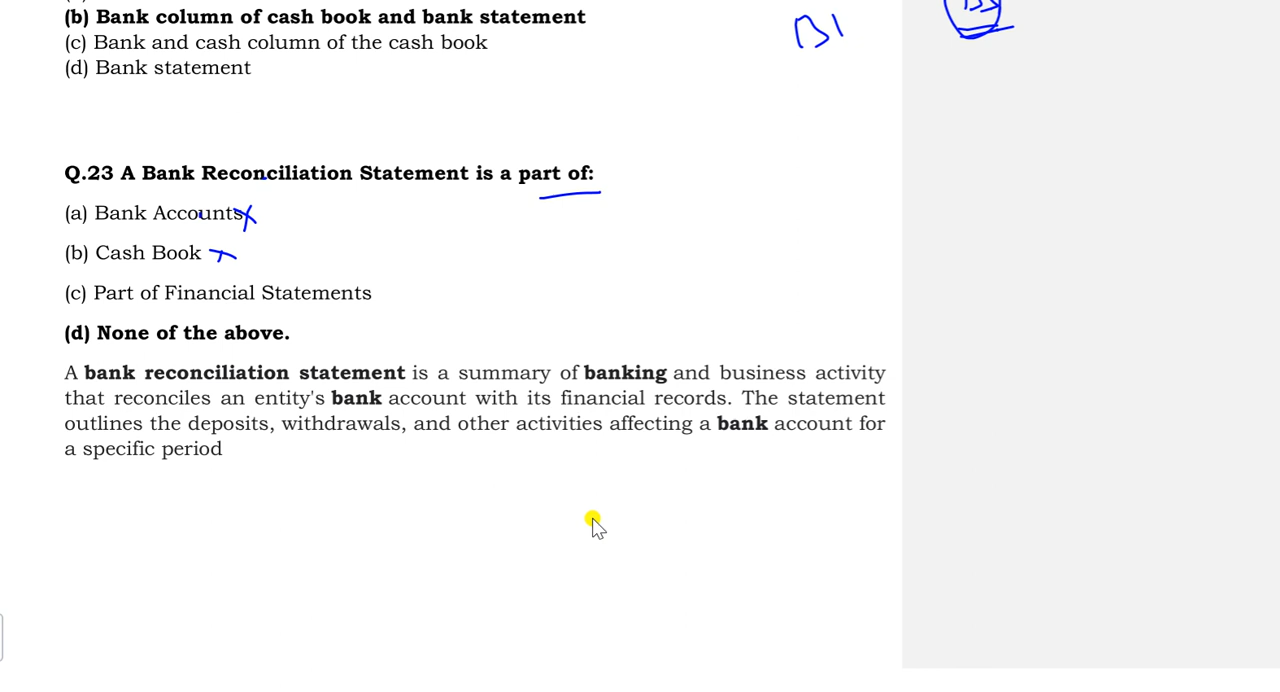 (b) Bank column of cash book and bank statement
(c) Bank and cash column of the cash book
(d) Bank statement
Q.23 A Bank Reconciliation Statement is a part of:
(a) Bank Accounts
(b) Cash Book
(c) Part of Financial Statements
(d) None of the above.
A bank reconciliation statement is a summary of banking and business activity
that reconciles an entity's bank account with its financial records. The statement
outlines the deposits, withdrawals, and other activities affecting a bank account for
a specific period